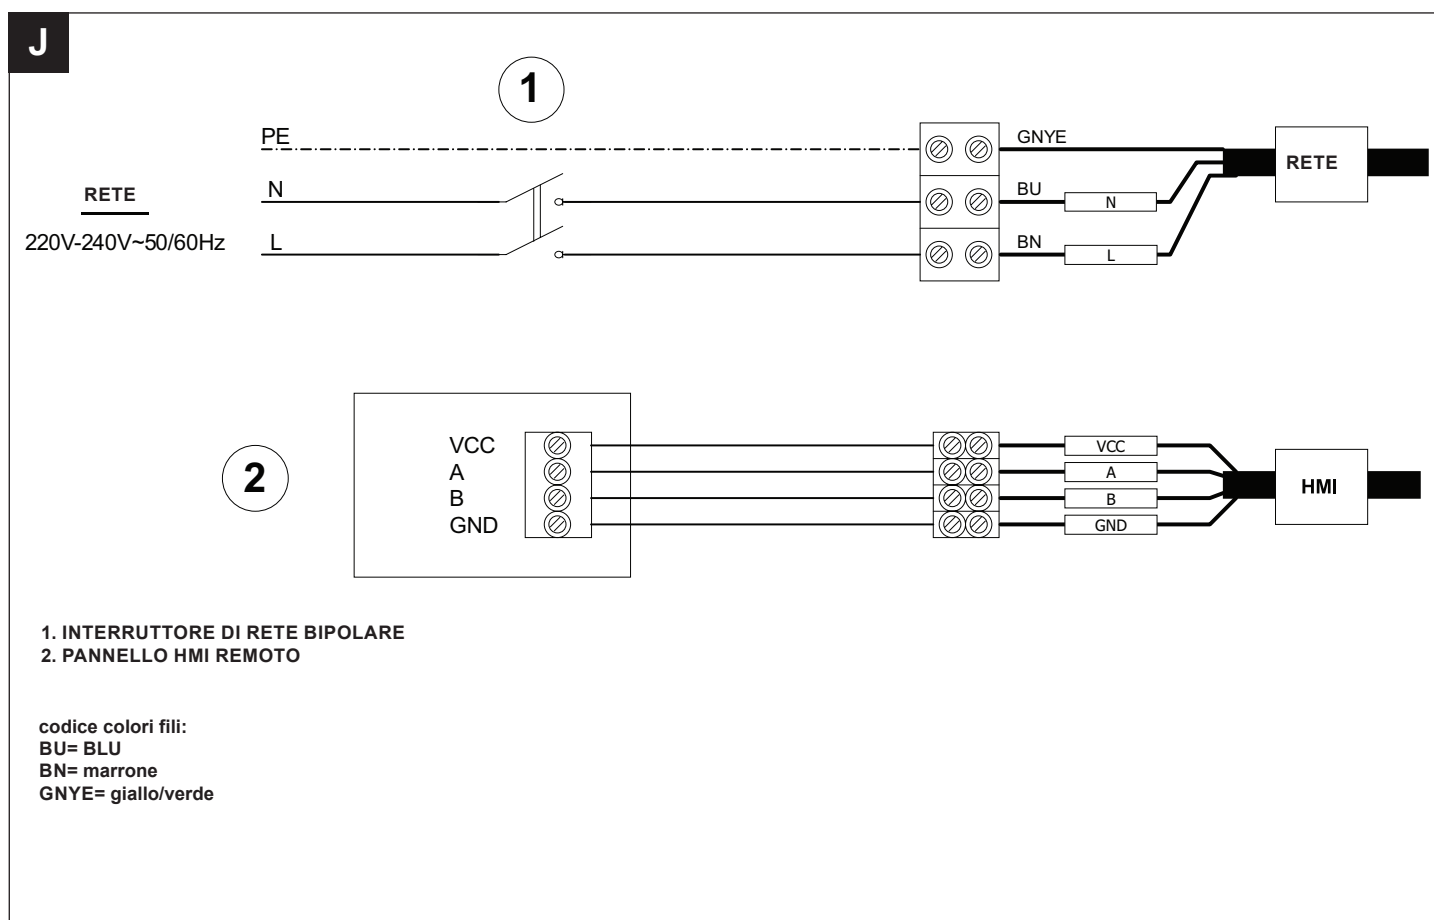 J
1
PE
GNYE
RETE
RETE
N
BU
N
220V-240V~50/60Hz
L
BN
L
2
VCC
VCC
A
A
B
B
HMI
GND
GND
1. INTERRUTTORE DI RETE BIPOLARE
2. PANNELLO HMI REMOTO
codice colori fili:
BU= BLU
BN= marrone
GNYE= giallo/verde